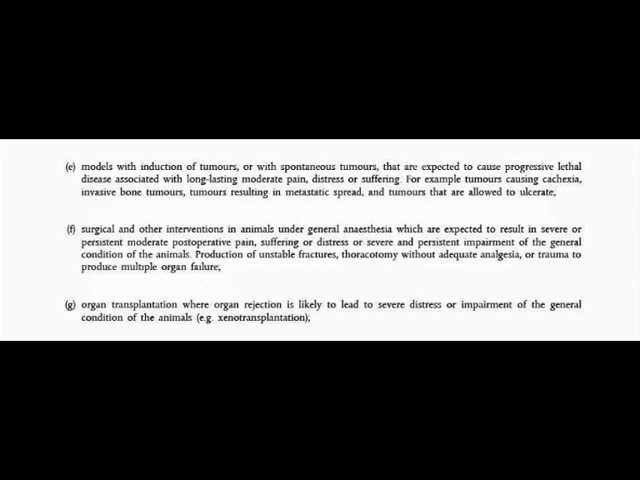 (e) models with induction of tumours, or with spontaneous tumours, that are expected to cause progressive lethal
disease associated with long-lasting moderate pain, distress or suffering. For example tumours causing cachexia,
invasive bone tumours, tumours resulting in metastatic spread, and tumours that are allowed to ulcerate;
(f) surgical and other interventions in animals under general anaesthesia which are expected to result in severe or
persistent moderate postoperative pain, suffering or distress or severe and persistent impairment of the general
condition of the animals. Production of unstable fractures, thoracotomy without adequate analgesia, or trauma to
produce multiple organ failure;
(g) organ transplantation where organ rejection is likely to lead to severe distress or impairment of the general
condition of the animals (e.g. xenotransplantation);